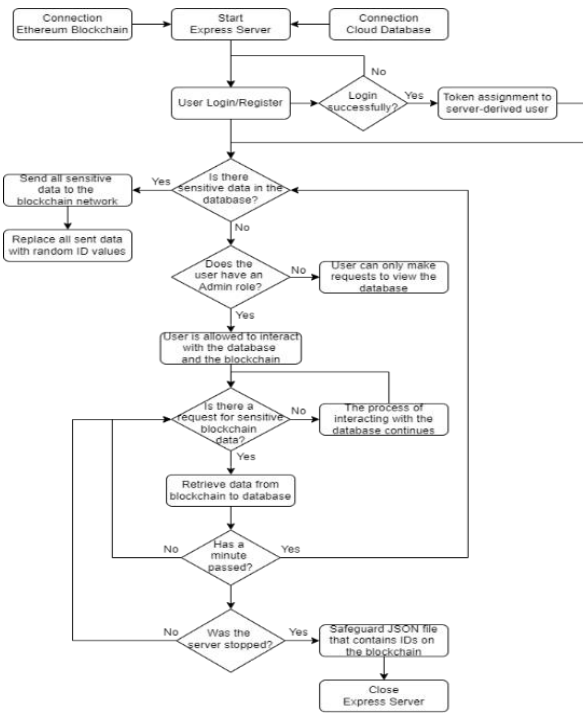 Connection
Ethereum Blockchain
Start
Express Server
Connection
Cloud Database
No
User Login/Register
Login
successfully?
Yes
Token assignment to
server-derived user
Is there
sensitive data in the
database?
Yes
Send all sensitive
data to the
blockchain network
Replace all sent data
with random ID values
No
Does the
user have an
Admin role?
No
User can only make
requests to view the
database
Yes
User is allowed to interact
with the database
and the blockchain
Is there a
request for sensitive
blockchain
data?
No
The process of
interacting with the
database continues
Yes
Retrieve data from
blockchain to database
No
Has a
minute
passed?
Yes
No
Was the
server stopped?
Yes
Safeguard JSON file
that contains IDs on
the blockchain
Close
Express Server